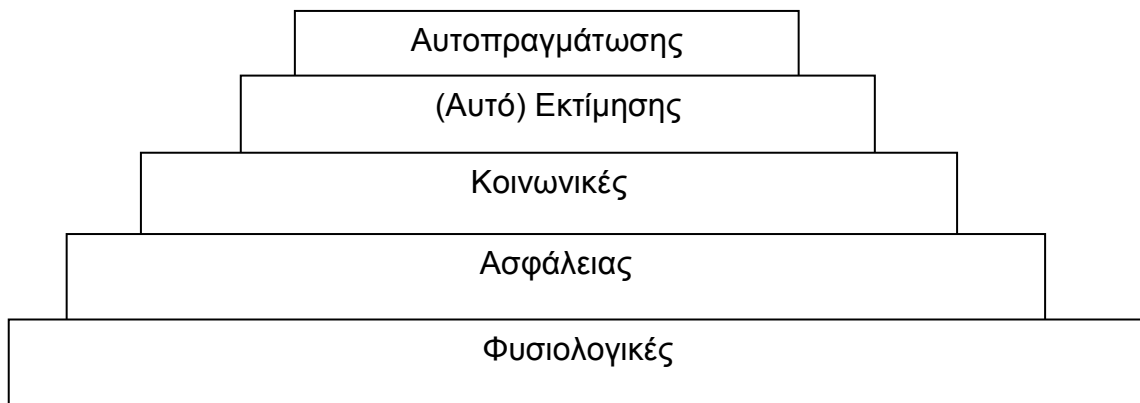 Αυτοπραγμάτωσης
(Αυτό) Εκτίμησης
Κοινωνικές
Ασφάλειας
Φυσιολογικές